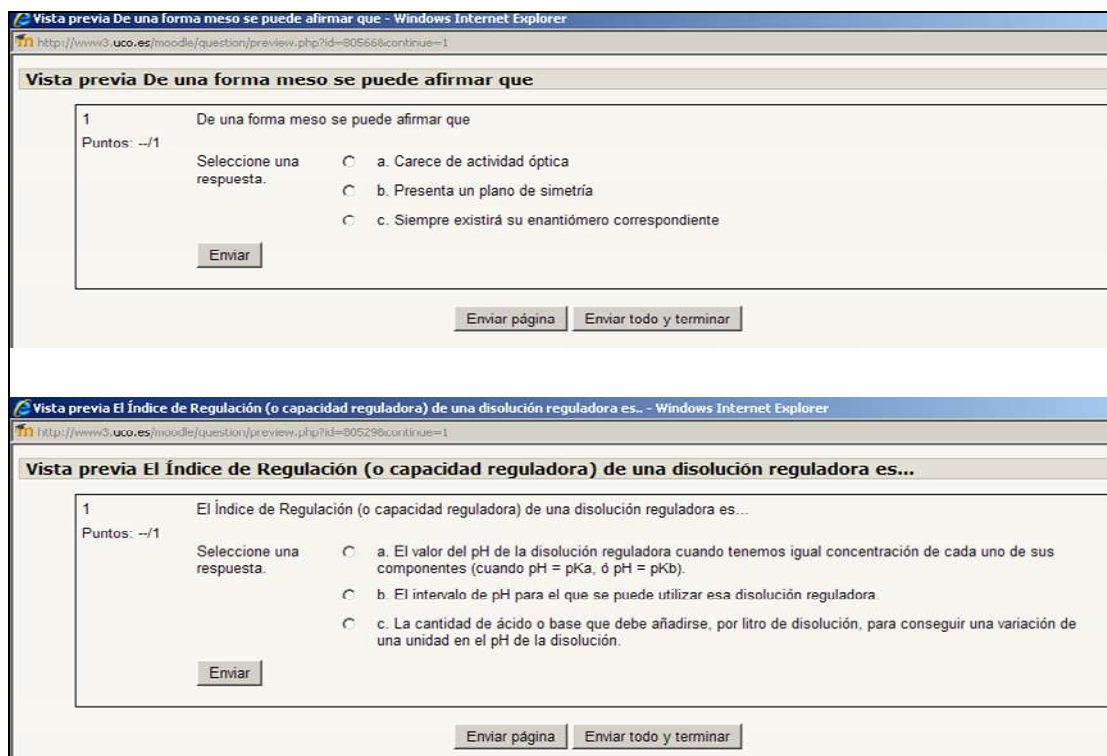 Vista previa De una forma meso se puede afirmar que - Windows Internet Explorer
http://www3.uco.es/moodle/question/preview.php?id=80566&continue=1
Vista previa De una forma meso se puede afirmar que
1
Puntos: --/1
De una forma meso se puede afirmar que
Seleccione una
respuesta.
a. Carece de actividad óptica
b. Presenta un plano de simetría
c. Siempre existirá su enantiómero correspondiente
Enviar
Enviar página
Enviar todo y terminar
Vista previa El Índice de Regulación (o capacidad reguladora) de una disolución reguladora es.. - Windows Internet Explorer
http://www3.uco.es/moodle/question/preview.php?id=80529&continue=1
Vista previa El Índice de Regulación (o capacidad reguladora) de una disolución reguladora es...
1
Puntos: --/1
El Índice de Regulación (o capacidad reguladora) de una disolución reguladora es...
Seleccione una
respuesta.
a. El valor del pH de la disolución reguladora cuando tenemos igual concentración de cada uno de sus
componentes (cuando pH = pKa, ó pH = pKb).
b. El intervalo de pH para el que se puede utilizar esa disolución reguladora.
c. La cantidad de ácido o base que debe añadirse, por litro de disolución, para conseguir una variación de
una unidad en el pH de la disolución.
Enviar
Enviar página
Enviar todo y terminar